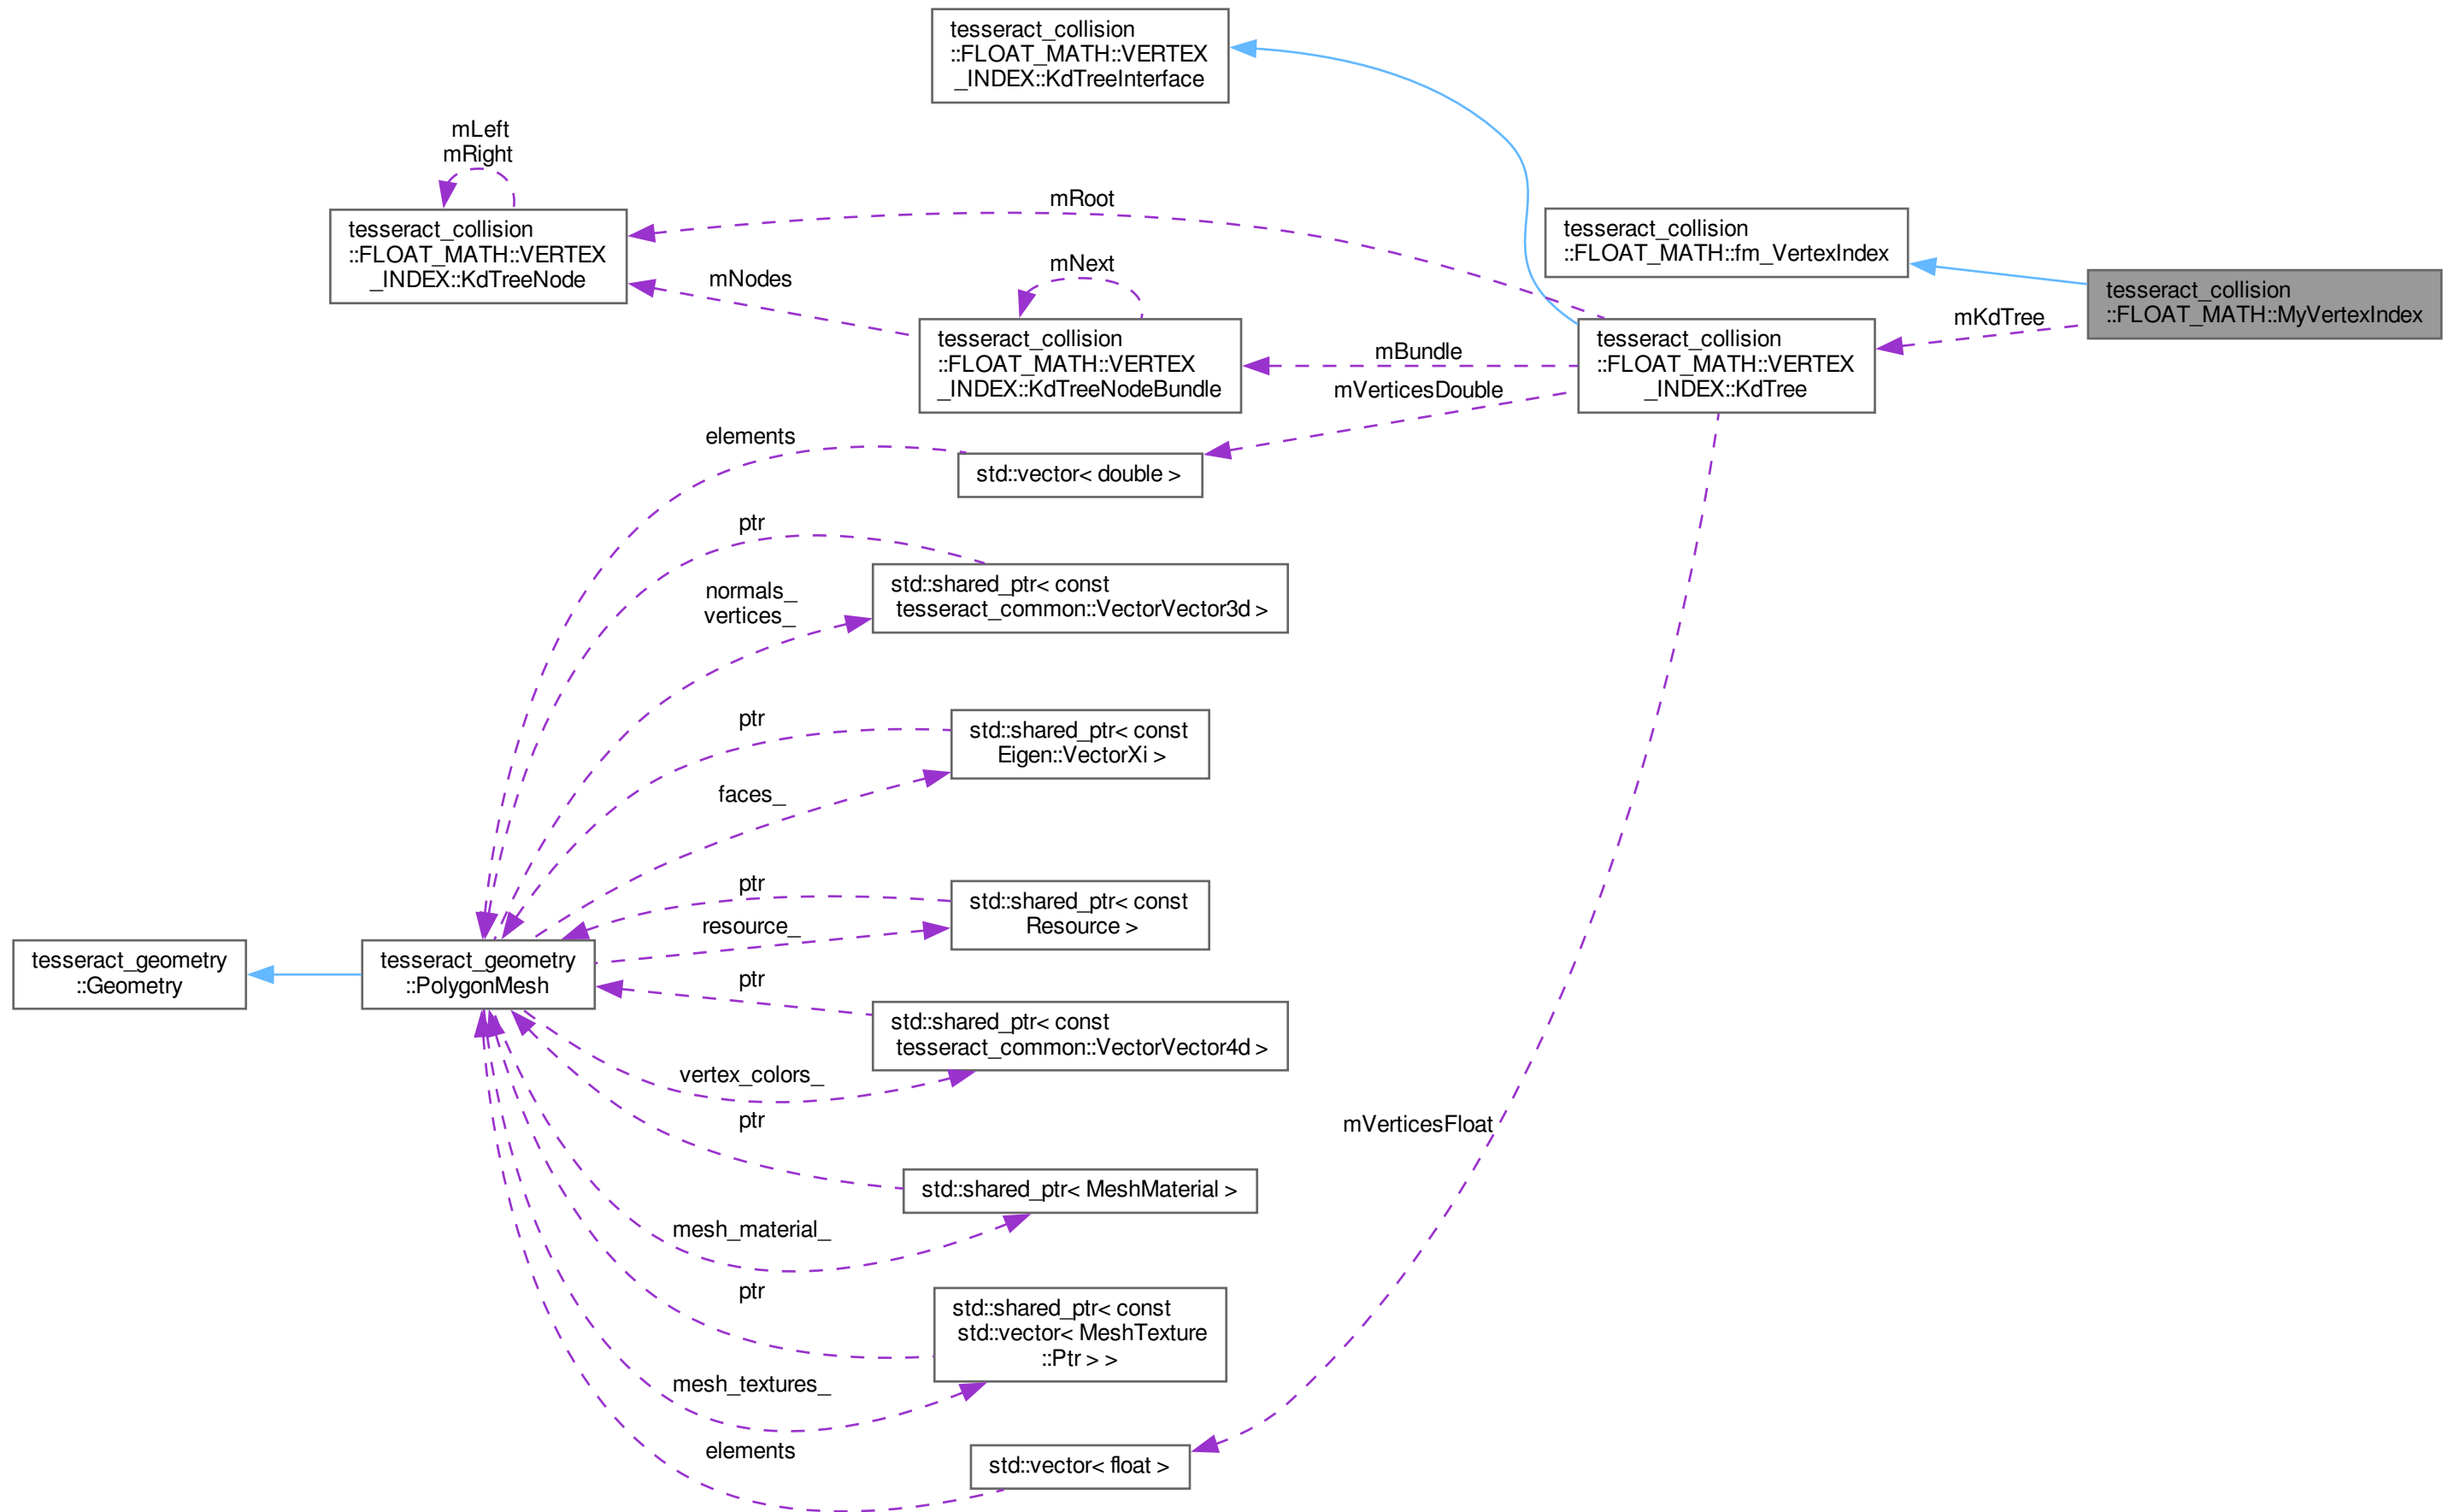 tesseract_collision
::FLOAT_MATH::VERTEX
_INDEX::KdTreeInterface
mLeft
mRight
tesseract_collision
::FLOAT_MATH::VERTEX
_INDEX::KdTreeNode
mRoot
tesseract_collision
::FLOAT_MATH::fm_VertexIndex
mNodes
mNext
tesseract_collision
::FLOAT_MATH::MyVertexIndex
mKdTree
tesseract_collision
::FLOAT_MATH::VERTEX
_INDEX::KdTreeNodeBundle
mBundle
tesseract_collision
::FLOAT_MATH::VERTEX
_INDEX::KdTree
mVerticesDouble
elements
std::vector< double >
ptr
std::shared_ptr< const
tesseract_common::VectorVector3d >
normals_
vertices_
ptr
std::shared_ptr< const
Eigen::VectorXi >
faces_
ptr
std::shared_ptr< const
Resource >
resource_
tesseract_geometry
::Geometry
tesseract_geometry
::PolygonMesh
ptr
std::shared_ptr< const
tesseract_common::VectorVector4d >
vertex_colors_
ptr
mVerticesFloat
std::shared_ptr< MeshMaterial >
mesh_material_
ptr
std::shared_ptr< const
std::vector< MeshTexture
::Ptr > >
mesh_textures_
elements
std::vector< float >